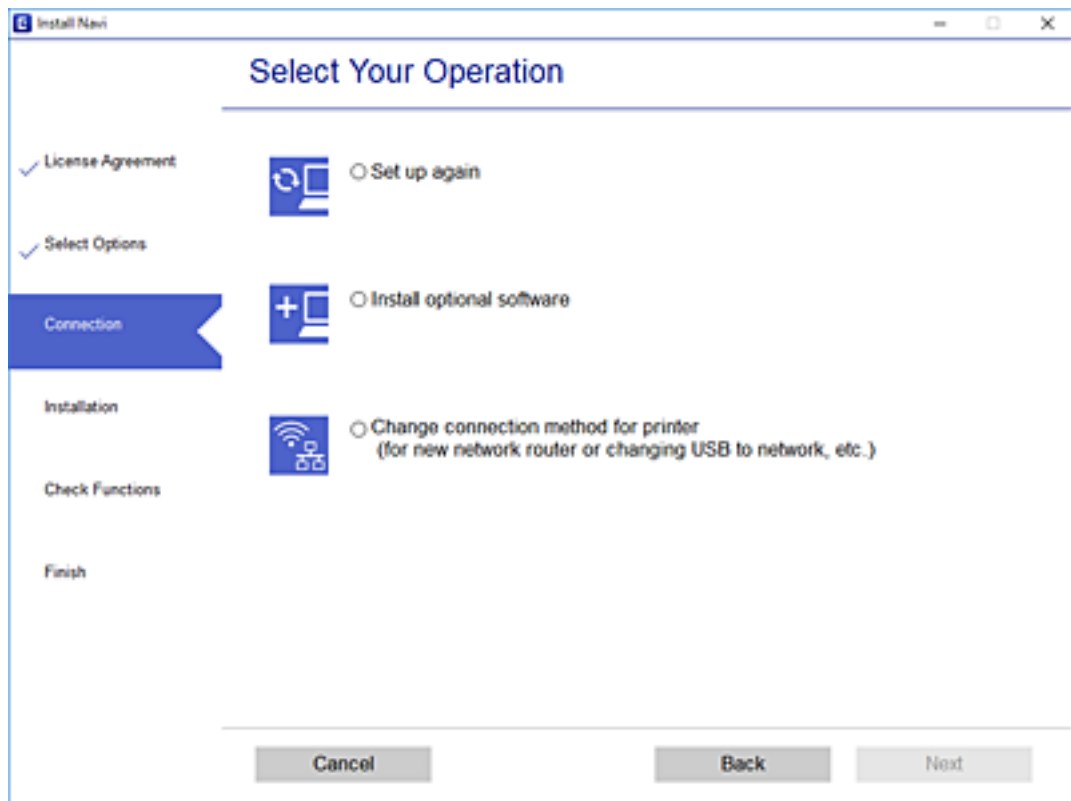 Install Navi
Select Your Operation
License Agreement
Select Options
Connection
Installation
Check Functions
Finish
Set up again
Install optional software
Change connection method for printer
(for new network router or changing USB to network, etc.)
Cancel
Back
Next